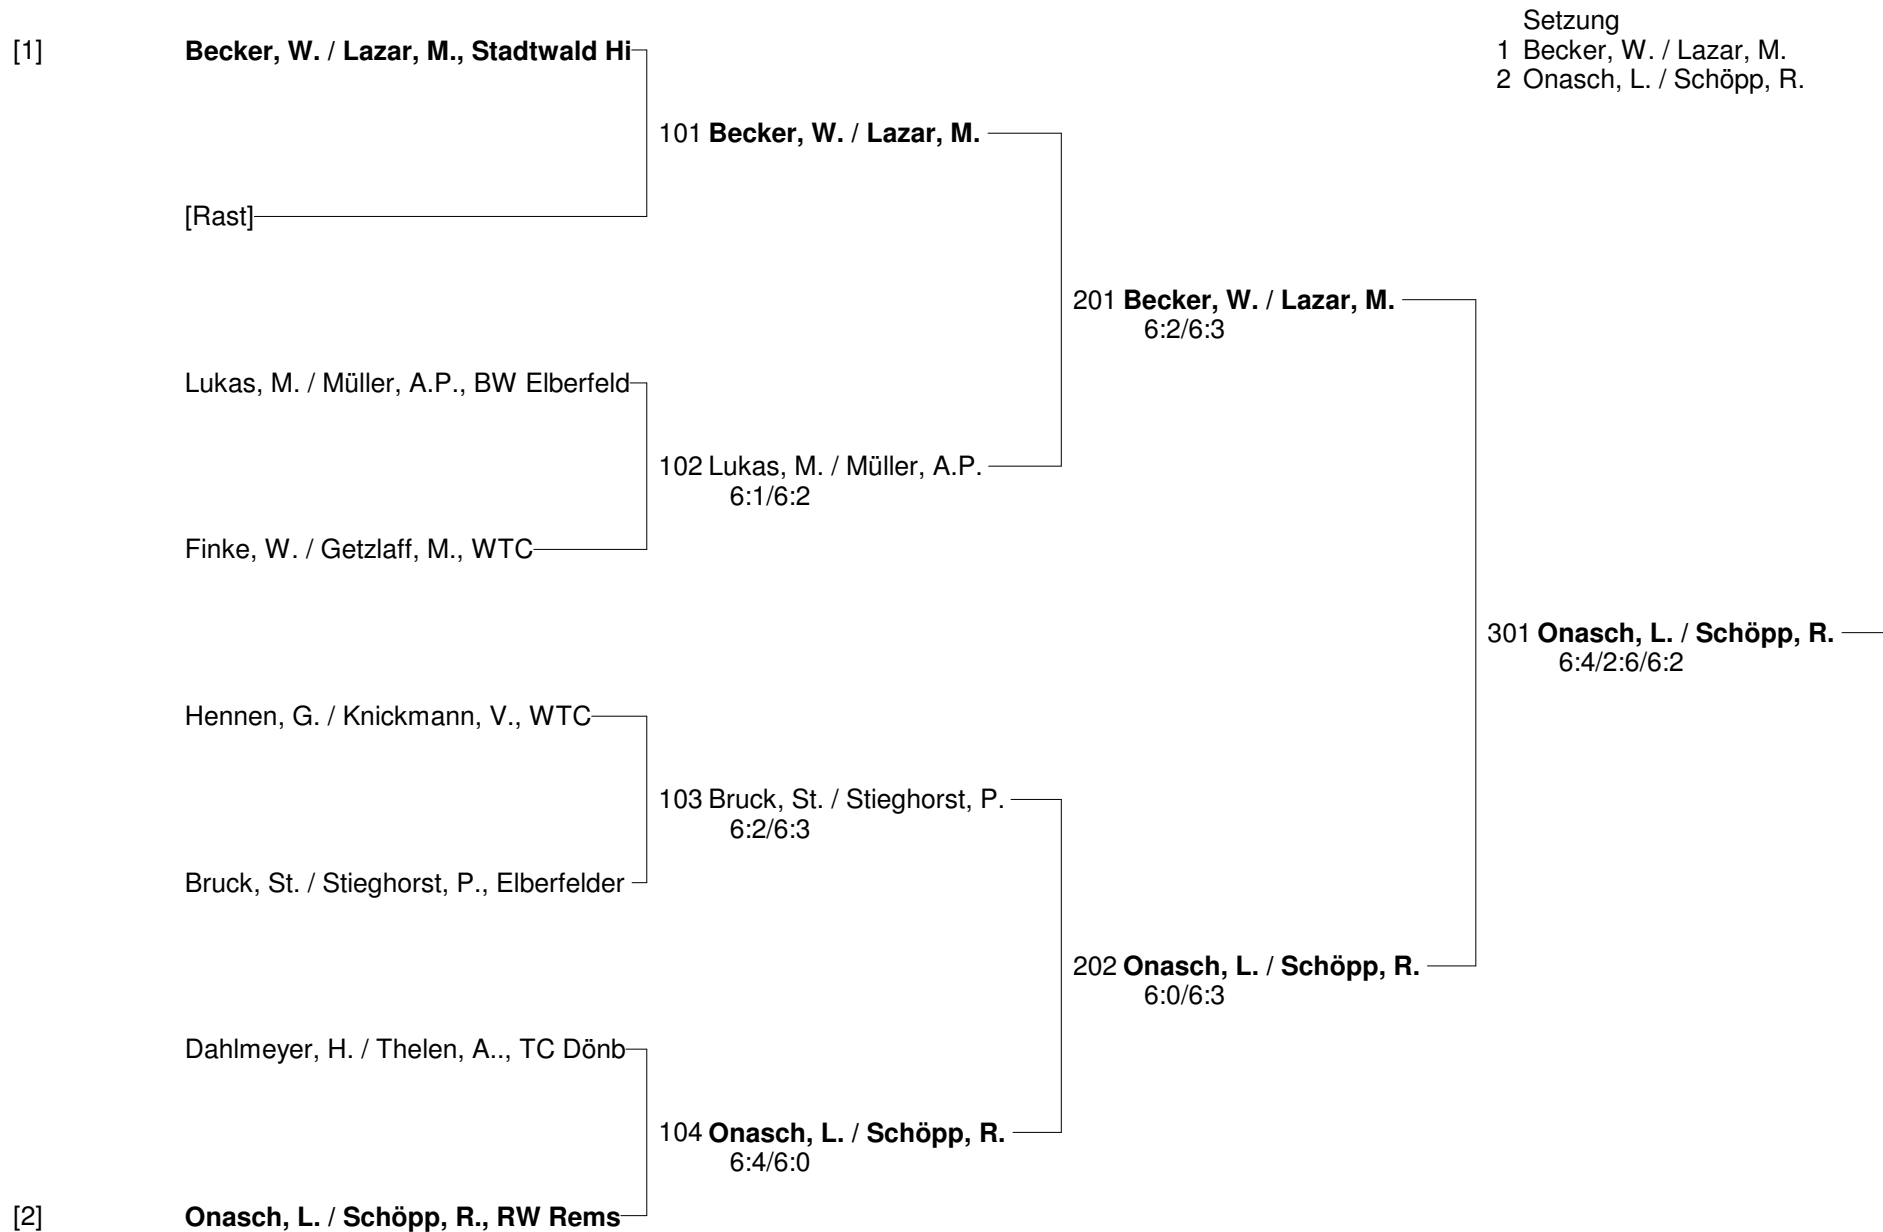 Setzung
1 Becker, W. / Lazar, M.
2 Onasch, L. / Schöpp, R.
[1] Becker, W. / Lazar, M., Stadtwald Hi
101 Becker, W. / Lazar, M.
[Rast]
201 Becker, W. / Lazar, M.
6:2/6:3
Lukas, M. / Müller, A.P., BW Elberfeld
102 Lukas, M. / Müller, A.P.
6:1/6:2
Finke, W. / Getzlaff, M., WTC
301 Onasch, L. / Schöpp, R.
6:4/2:6/6:2
Hennen, G. / Knickmann, V., WTC
103 Bruck, St. / Stieghorst, P.
6:2/6:3
Bruck, St. / Stieghorst, P., Elberfelder
202 Onasch, L. / Schöpp, R.
6:0/6:3
Dahlmeyer, H. / Thelen, A.., TC Dönb
104 Onasch, L. / Schöpp, R.
6:4/6:0
[2] Onasch, L. / Schöpp, R., RW Rems